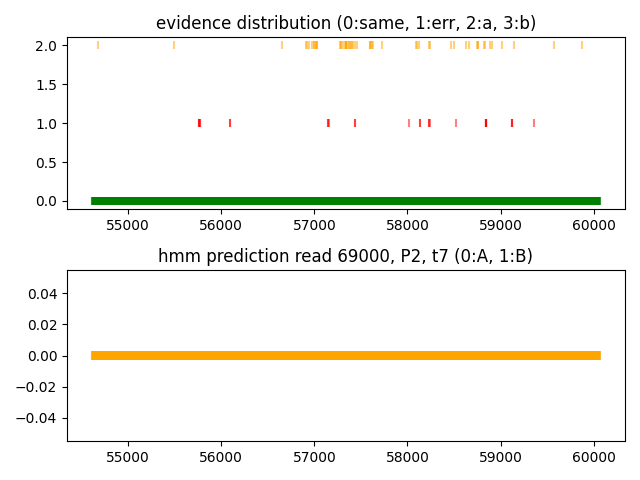 evidence distribution (0:same, 1:err, 2:a, 3:b)
2.0
1.5
1.0
0.5
0.0
55000 56000 57000 58000 59000 60000
hmm prediction read 69000, P2, t7 (0:A, 1:B)
0.04
0.02
0.00
−0.02
−0.04
55000 56000 57000 58000 59000 60000